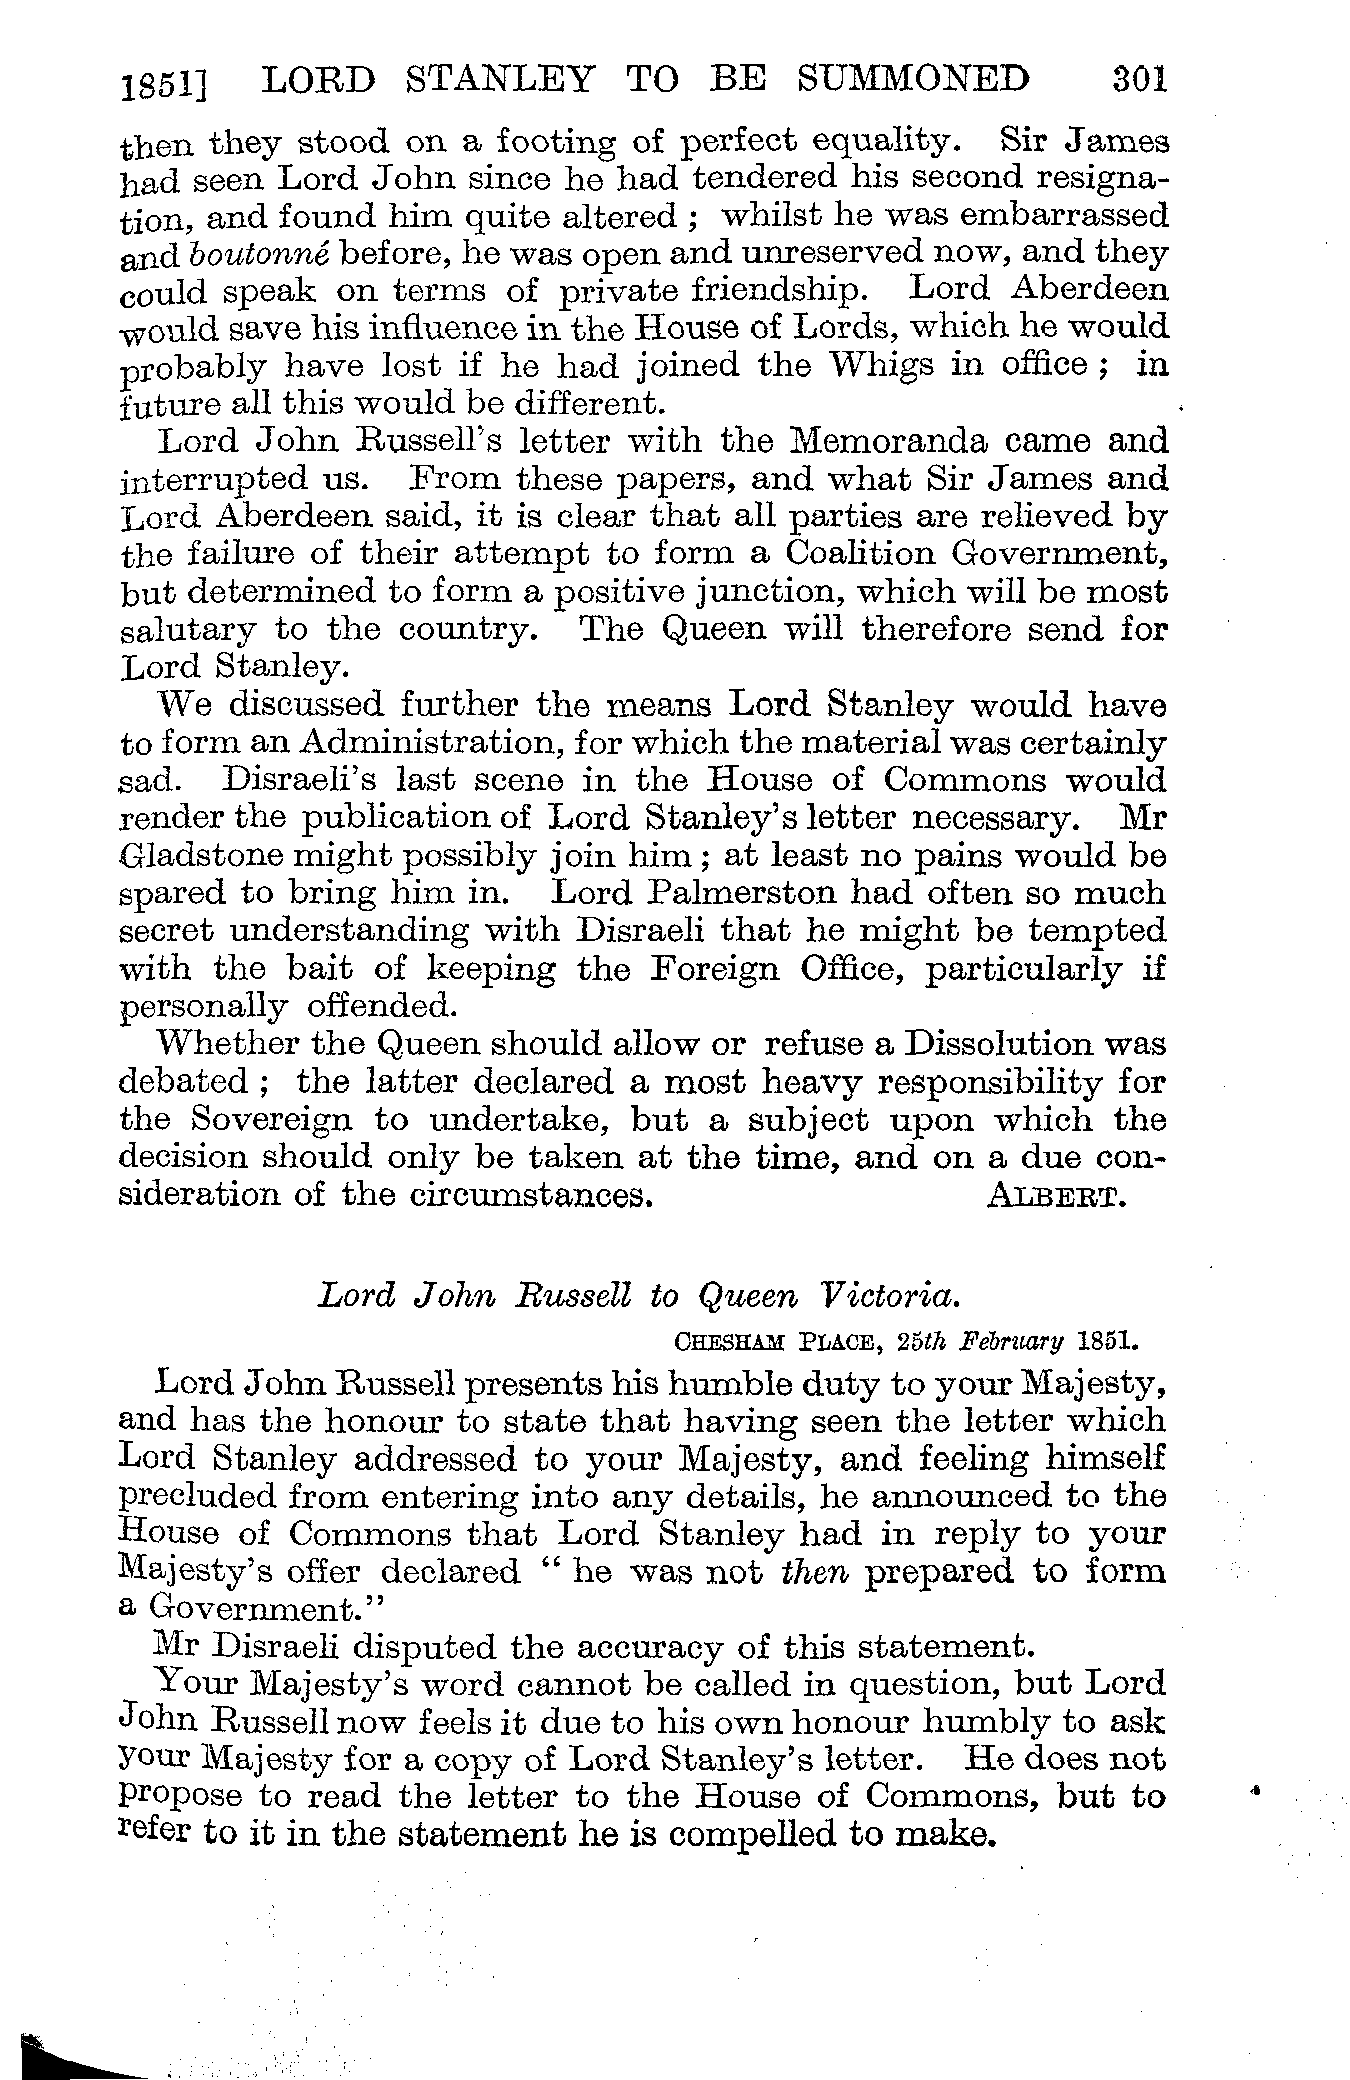 1851] LORD STANLEY TO BE SUMMONED 301
then they stood on a footing of perfect equality. Sir James
had seen Lord John since he had tendered his second resigna-
tion, and found him quite altered ; whilst he was embarrassed
and boutonné before, he was open and unreserved now, and they
could speak on terms of private friendship. Lord Aberdeen
would save his influence in the House of Lords, which he would
probably have lost if he had joined the Whigs in office ; in
future all this would be different.
Lord John Russell's letter with the Memoranda came and
interrupted us. From these papers, and what Sir James and
Lord Aberdeen said, it is clear that all parties are relieved by
the failure of their attempt to form a Coalition Government,
but determined to form a positive junction, which will be most
salutary to the country. The Queen will therefore send for
Lord Stanley.
We discussed further the means Lord Stanley would have
to form an Administration, for which the material was certainly
sad. Disraeli's last scene in the House of Commons would
render the publication of Lord Stanley's letter necessary. Mr
Gladstone might possibly join him ; at least no pains would be
spared to bring him in. Lord Palmerston had often so much
secret understanding with Disraeli that he might be tempted
with the bait of keeping the Foreign Office, particularly if
personally offended.
Whether the Queen should allow or refuse a Dissolution was
debated ; the latter declared a most heavy responsibility for
the Sovereign to undertake, but a subject upon which the
decision should only be taken at the time, and on a due con-
sideration of the circumstances. ALBERT.
Lord John Russell to Queen Victoria.
CHESHAM PLACE, 25th February 1851.
Lord John Russell presents his humble duty to your Majesty,
and has the honour to state that having seen the letter which
Lord Stanley addressed to your Majesty, and feeling himself
precluded from entering into any details, he announced to the
House of Commons that Lord Stanley had in reply to your
Majesty's offer declared " he was not then prepared to form
a Government."
Mr Disraeli disputed the accuracy of this statement.
Your Majesty's word cannot be called in question, but Lord
John Russell now feels it due to his own honour humbly to ask
your Majesty for a copy of Lord Stanley's letter. He does not
propose to read the letter to the House of Commons, but to
refer to it in the statement he is compelled to make.